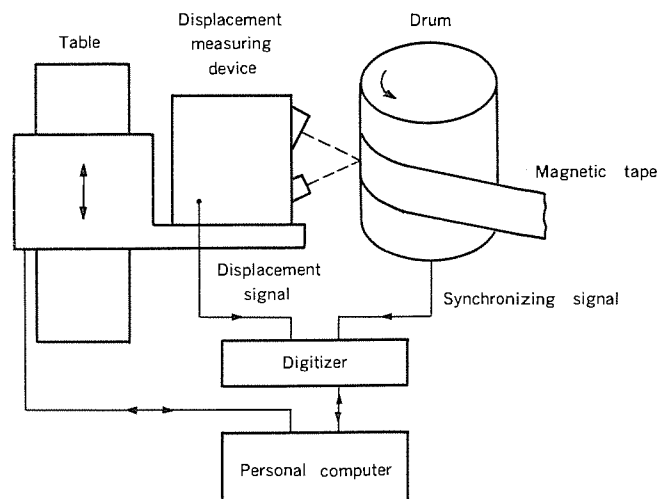 Table
Displacement
measuring
device
Drum
Magnetic tape
Displacement
signal
Synchronizing signal
Digitizer
Personal computer